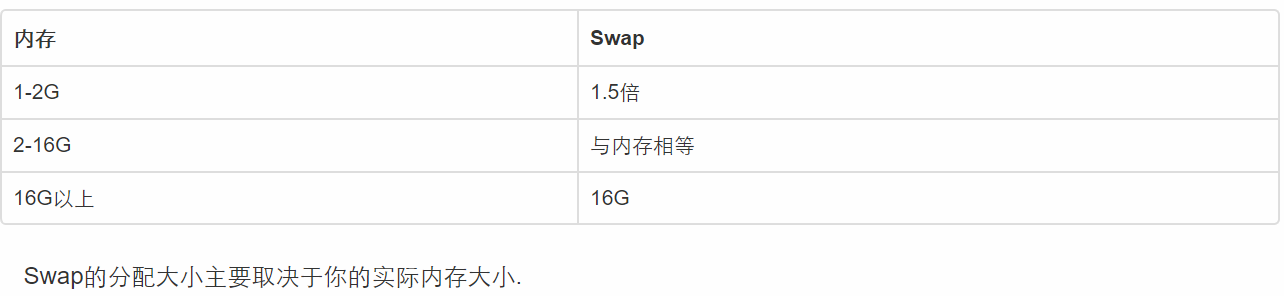 内存 Swap
1-2G 1.5倍
2-16G 与内存相等
16G以上 16G
Swap的分配大小主要取决于你的实际内存大小.